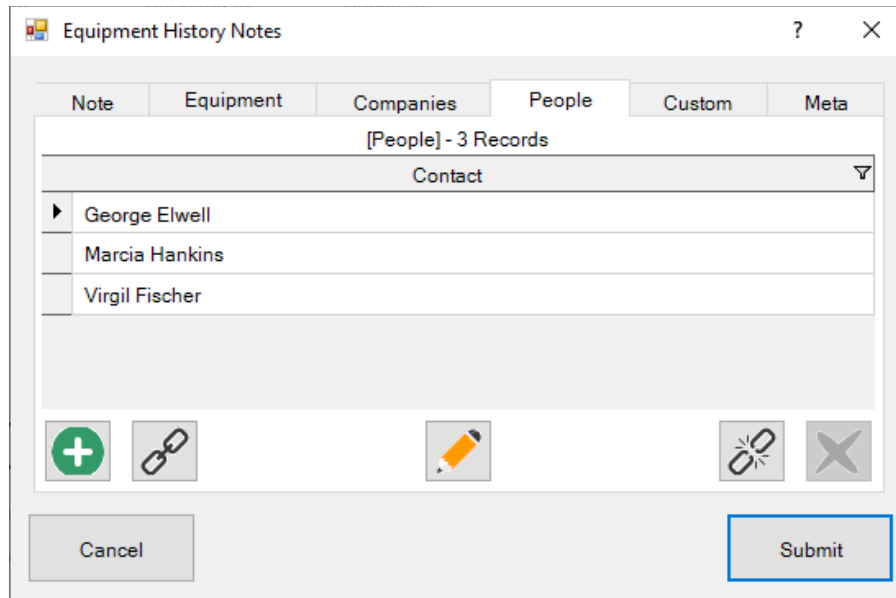 Equipment History Notes ?
Note Equipment Companies People Custom Meta
[People] - 3 Records
Contact
George Elwell
Marcia Hankins
Virgil Fischer
Cancel Submit